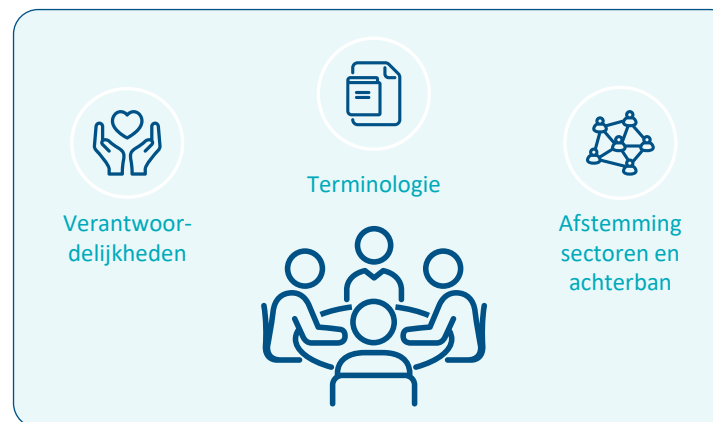 Verantwoor-
delijkheden
Terminologie
Afstemming
sectoren en
achterban